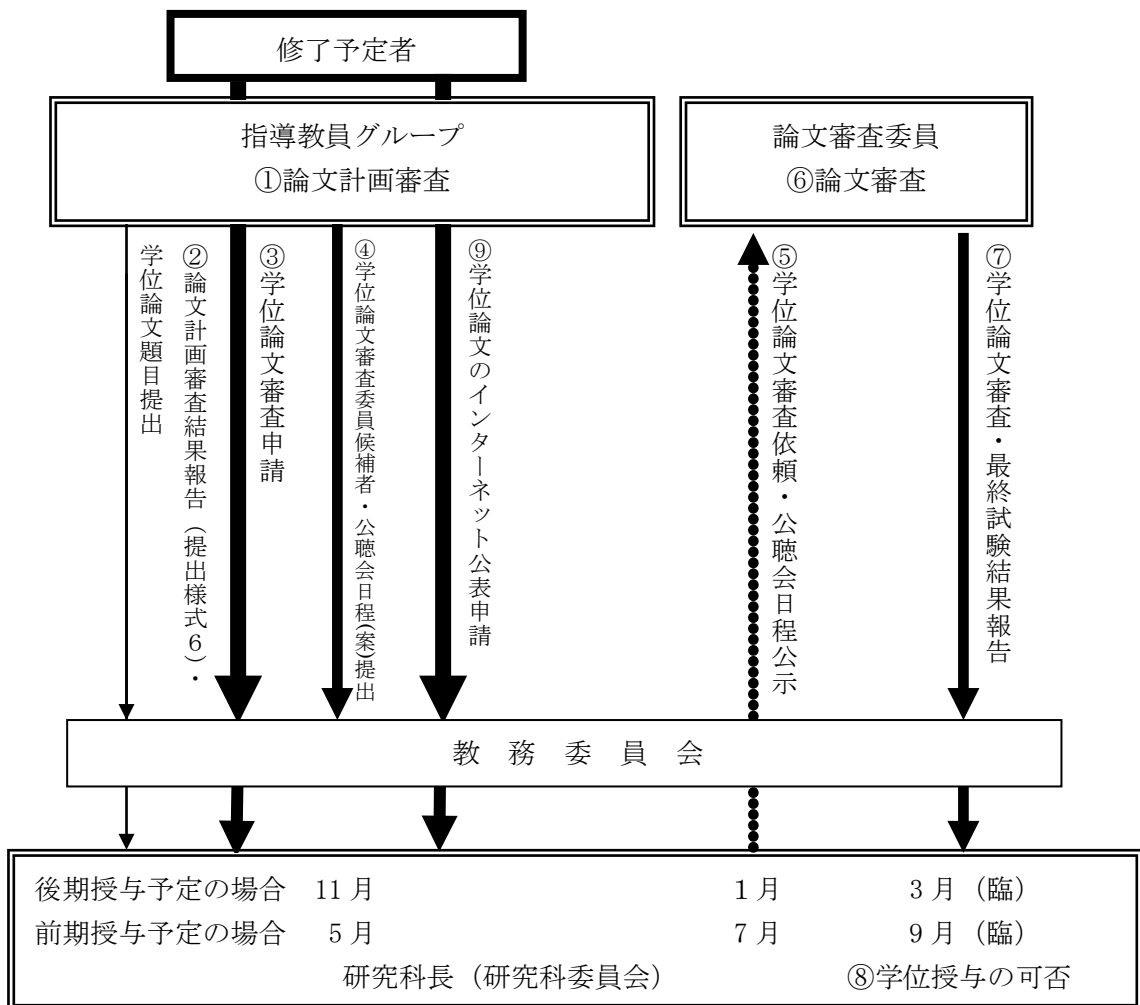 修了予定者
指導教員グループ
①論文計画審査
論文審査委員
⑥論文審査
②論文計画審査結果報告（提出様式６）・
学位論文題目提出
③学位論文審査申請
④学位論文審査委員候補者・公聴会日程(案)提出
⑨学位論文のインターネット公表申請
⑤学位論文審査依頼・公聴会日程公示
⑦学位論文審査・最終試験結果報告
教　務　委　員　会
後期授与予定の場合　11 月　1 月　3 月（臨）
前期授与予定の場合　5 月　7 月　9 月（臨）
研究科長（研究科委員会）　⑧学位授与の可否